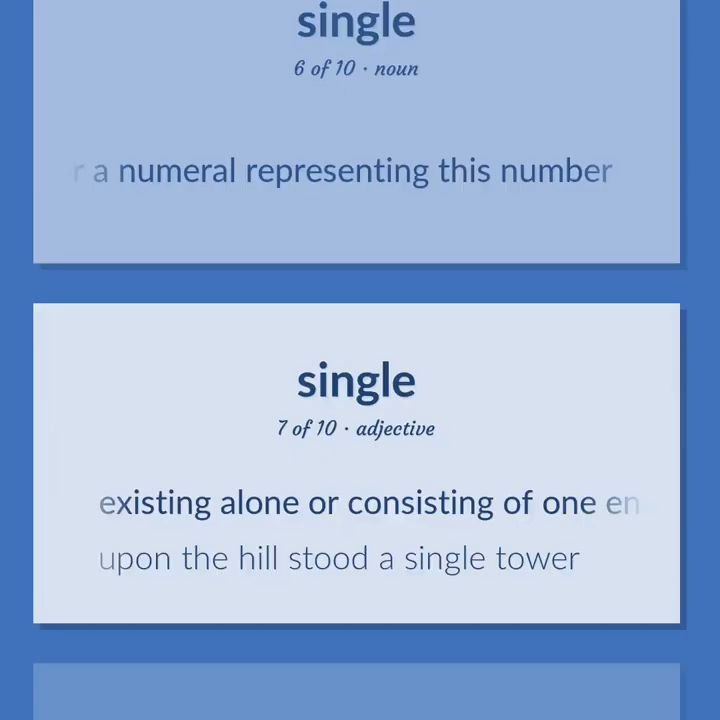 single
6 of 10 · noun
r a numeral representing this number
single
7 of 10 · adjective
existing alone or consisting of one en
upon the hill stood a single tower